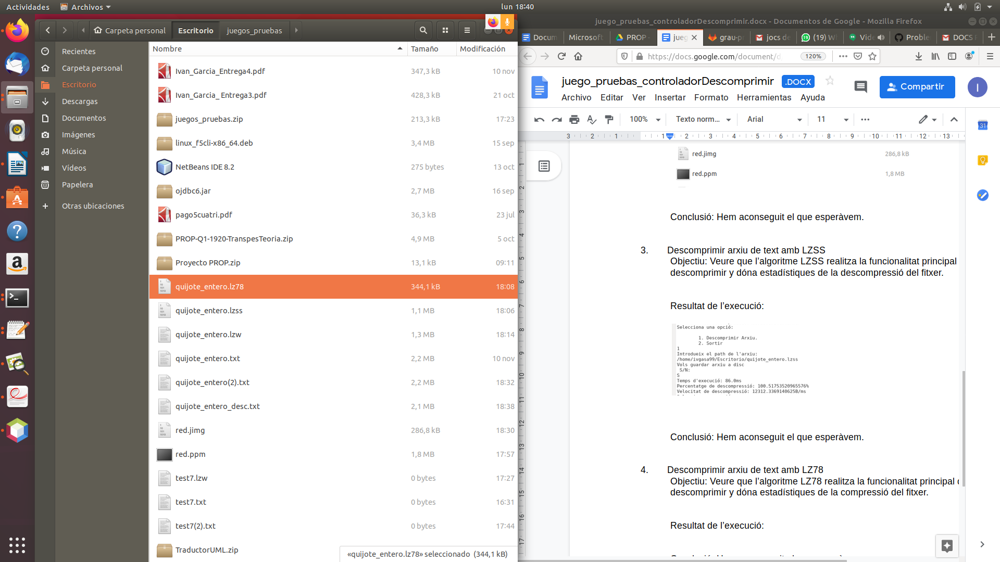 Actividades
Archivos
lun 18:40
Carpeta personal
Escritorio
juegos_pruebas
juego_pruebas_controladorDescomprimir.docx - Documentos de Google - Mozilla Firefox
Docum
Microsoft
PROP -
jueg
grau-p
jocs de
(19) W
Vide
Proble
DOCS
https://docs.google.com/document/d
120%
Recientes
Carpeta personal
Escritorio
Descargas
Documentos
Imágenes
Música
Vídeos
Papelera
Otras ubicaciones
Nombre Tamaño Modificación
Ivan_Garcia_Entrega4.pdf 347,3 kB 10 nov
Ivan_Garcia_ Entrega3.pdf 428,3 kB 21 oct
juegos_pruebas.zip 213,3 kB 17:23
linux_f5cli-x86_64.deb 3,4 MB 15 sep
NetBeans IDE 8.2 275 bytes 13 oct
ojdbc6.jar 2,7 MB 16 sep
pago5cuatri.pdf 36,3 kB 23 jul
PROP-Q1-1920-TranspesTeoria.zip 4,9 MB 5 oct
Proyecto PROP.zip 13,1 kB 09:11
quijote_entero.lz78 344,1 kB 18:08
quijote_entero.lzss 1,1 MB 18:06
quijote_entero.lzw 1,3 MB 18:14
quijote_entero.txt 2,2 MB 10 nov
quijote_entero(2).txt 2,2 MB 18:32
quijote_entero_desc.txt 2,1 MB 18:38
red.jimg 286,8 kB 18:30
red.ppm 1,8 MB 17:57
test7.lzw 0 bytes 17:27
test7.txt 0 bytes 16:31
test7(2).txt 0 bytes 17:44
TraductorUML.zip
«quijote_entero.lz78» seleccionado (344,1 kB)
juego_pruebas_controladorDescomprimir .DOCX
Archivo Editar Ver Insertar Formato Herramientas Ayuda
Compartir
I
100% Texto norm... Arial 11
3 2 1 1 2 3 4 5 6 7 8 9 10 11 12 13
31
red.jimg 286,8 kB
red.ppm 1,8 MB
Conclusió: Hem aconseguit el que esperàvem.
3. Descomprimir arxiu de text amb LZSS
Objectiu: Veure que l'algoritme LZSS realitza la funcionalitat principal
descomprimir y dóna estadístiques de la descompressió del fitxer.
Resultat de l'execució:
Selecciona una opció:
1. Descomprimir Arxiu.
2. Sortir
1
Introdueix el path de l'arxiu:
/home/ivgasa99/Escritorio/quijote_entero.lzss
Vols guardar arxiu a disc
S/N:
S
Temps d'execució: 86.0ms
Percentatge de descompressió: 100.51753520965576%
Velocitat de descompressió: 12312.3369140625B/ms
Conclusió: Hem aconseguit el que esperàvem.
4. Descomprimir arxiu de text amb LZ78
Objectiu: Veure que l'algoritme LZ78 realitza la funcionalitat principal
descomprimir y dóna estadístiques de la compressió del fitxer.
Resultat de l'execució: